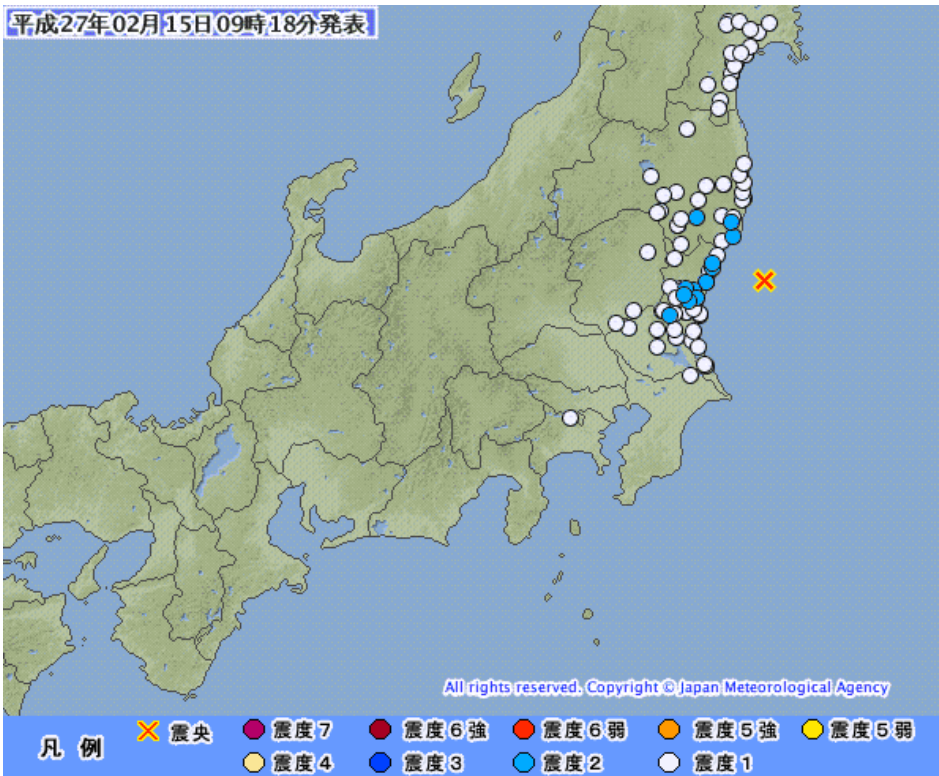 平成27年02月15日09時18分発表
All rights reserved. Copyright © Japan Meteorological Agency
凡例 震央 震度7 震度6強 震度6弱 震度5強 震度5弱
震度4 震度3 震度2 震度1